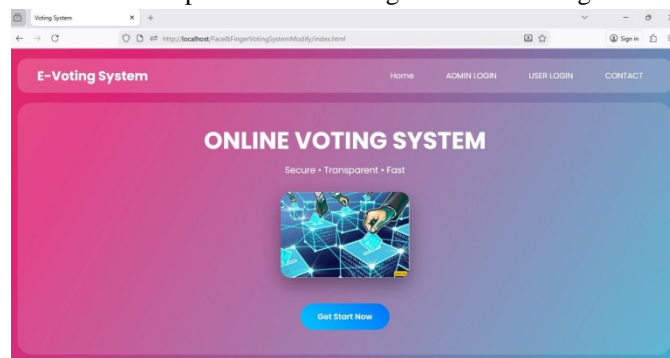 Voting System
http://localhost/Face&FingerVotingSystemModify/index.html
Sign in
E-Voting System
Home
ADMIN LOGIN
USER LOGIN
CONTACT
ONLINE VOTING SYSTEM
Secure • Transparent • Fast
Get Start Now